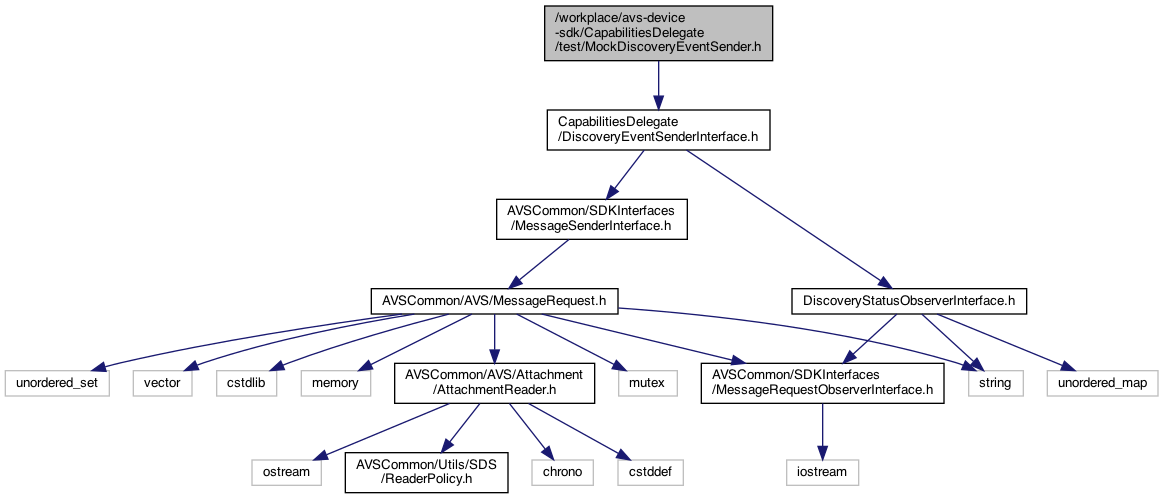 /workplace/avs-device
-sdk/CapabilitiesDelegate
/test/MockDiscoveryEventSender.h
CapabilitiesDelegate
/DiscoveryEventSenderInterface.h
AVSCommon/SDKInterfaces
/MessageSenderInterface.h
AVSCommon/AVS/MessageRequest.h
DiscoveryStatusObserverInterface.h
unordered_set
vector
cstdlib
memory
AVSCommon/AVS/Attachment
/AttachmentReader.h
mutex
AVSCommon/SDKInterfaces
/MessageRequestObserverInterface.h
string
unordered_map
ostream
AVSCommon/Utils/SDS
/ReaderPolicy.h
chrono
cstddef
iostream